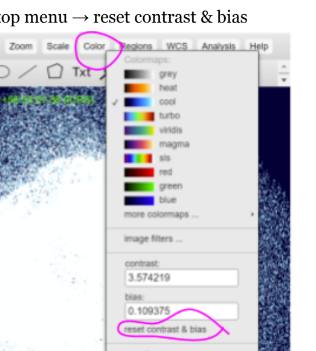 top menu → reset contrast & bias
Zoom Scale Color Regions WCS Analysis Help
Txt
Colormaps:
grey
heat
✓ cool
turbo
viridis
magma
sls
red
green
blue
more colormaps ...
image filters ...
contrast:
3.574219
bias:
0.109375
reset contrast & bias